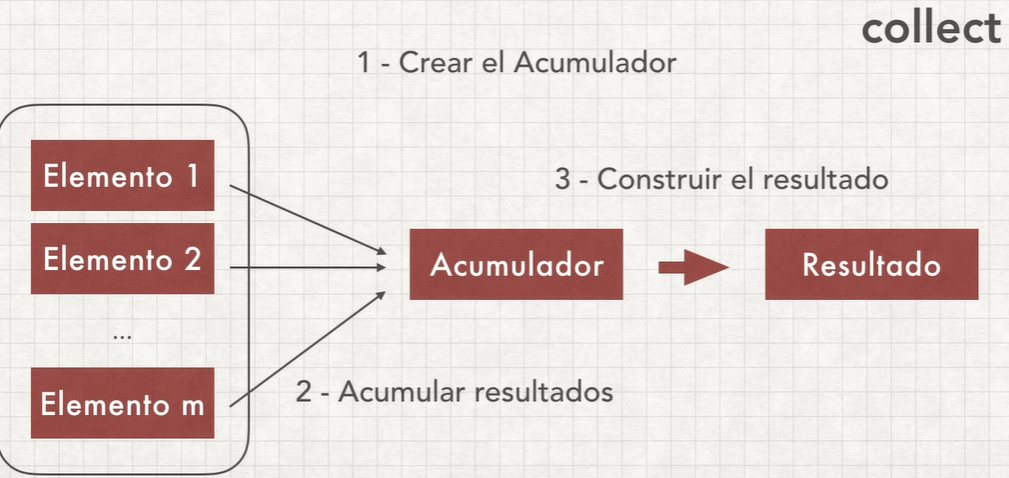 collect
1 - Crear el Acumulador
Elemento 1
3 - Construir el resultado
Elemento 2
Acumulador
Resultado
...
2 - Acumular resultados
Elemento m